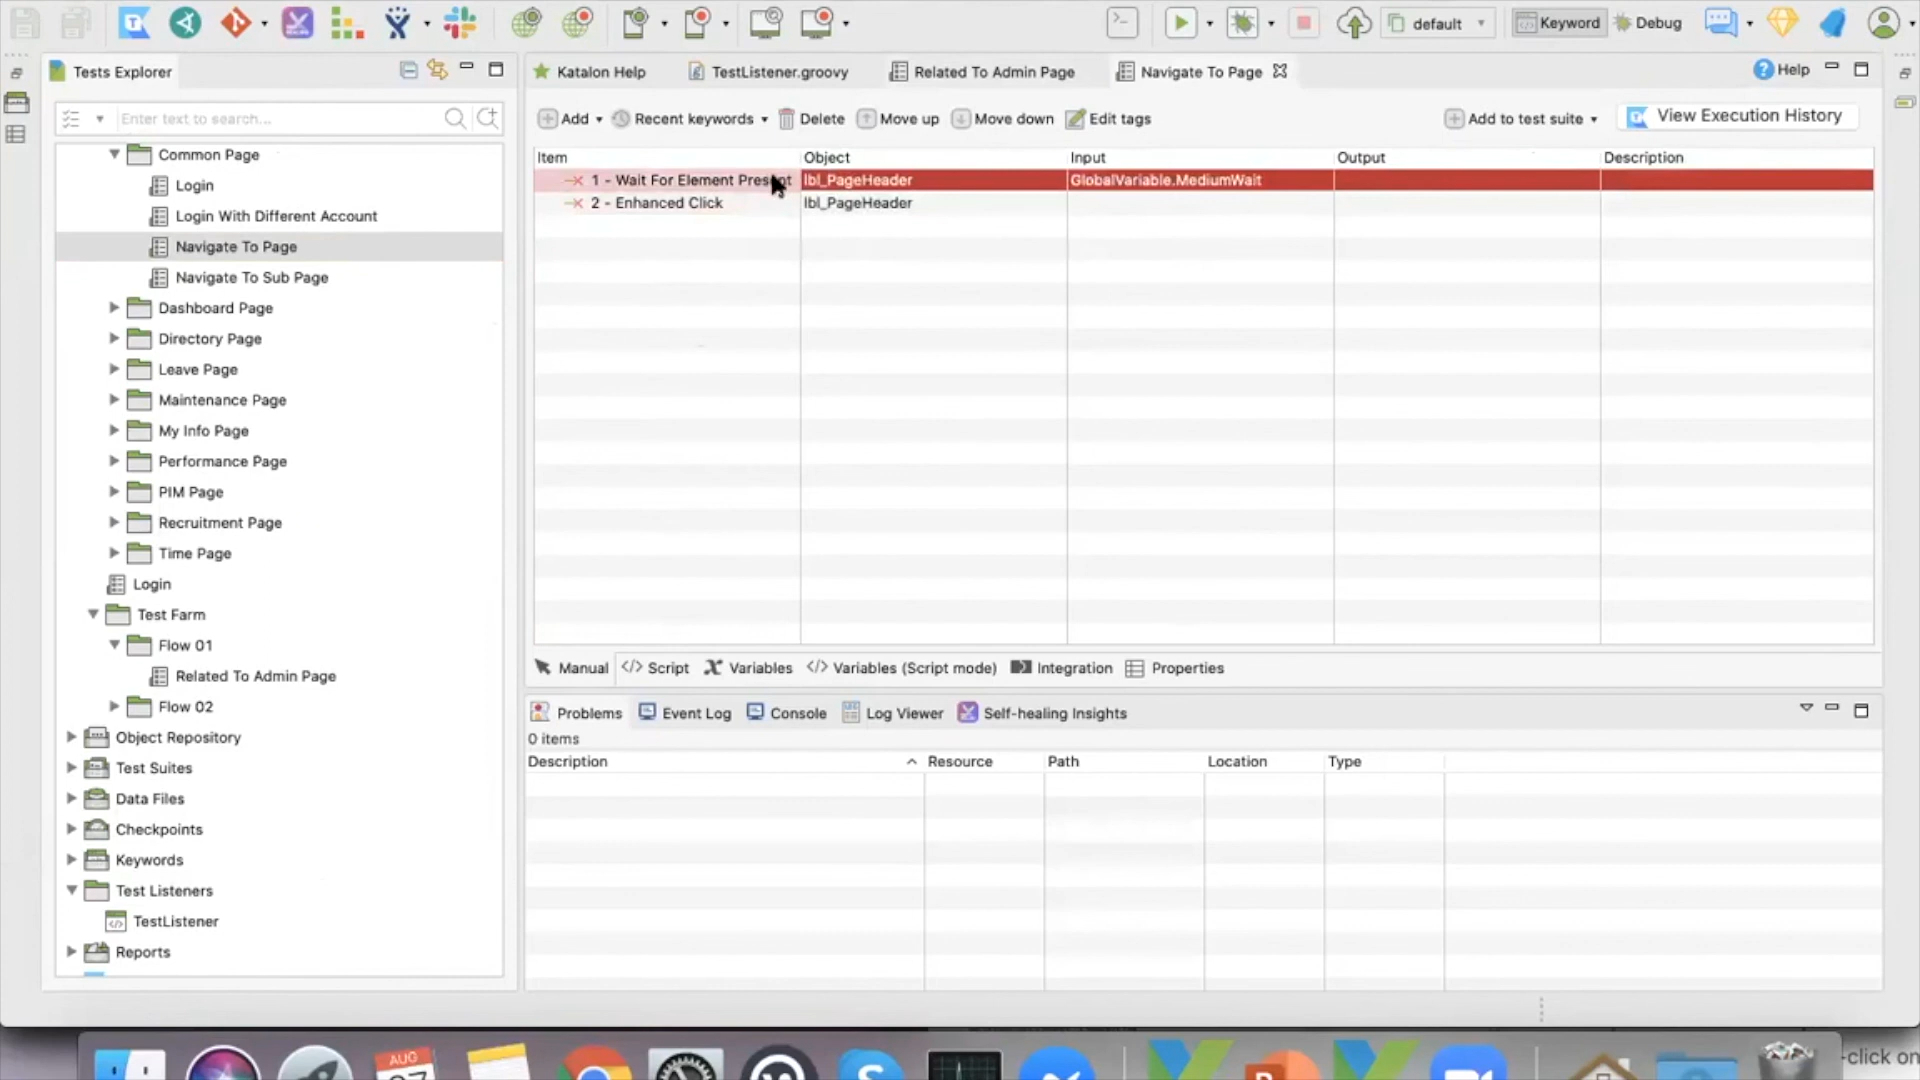 default
Keyword
Debug
Tests Explorer
Katalon Help
TestListener.groovy
Related To Admin Page
Navigate To Page
Help
Enter text to search...
Add
Recent keywords
Delete
Move up
Move down
Edit tags
Add to test suite
View Execution History
Item
Object
Input
Output
Description
1 - Wait For Element Present
lbl_PageHeader
GlobalVariable.MediumWait
2 - Enhanced Click
lbl_PageHeader
Common Page
Login
Login With Different Account
Navigate To Page
Navigate To Sub Page
Dashboard Page
Directory Page
Leave Page
Maintenance Page
My Info Page
Performance Page
PIM Page
Recruitment Page
Time Page
Login
Test Farm
Flow 01
Related To Admin Page
Flow 02
Object Repository
Test Suites
Data Files
Checkpoints
Keywords
Test Listeners
TestListener
Reports
Manual
Script
Variables
Variables (Script mode)
Integration
Properties
Problems
Event Log
Console
Log Viewer
Self-healing Insights
0 items
Description
Resource
Path
Location
Type
AUG
-click on